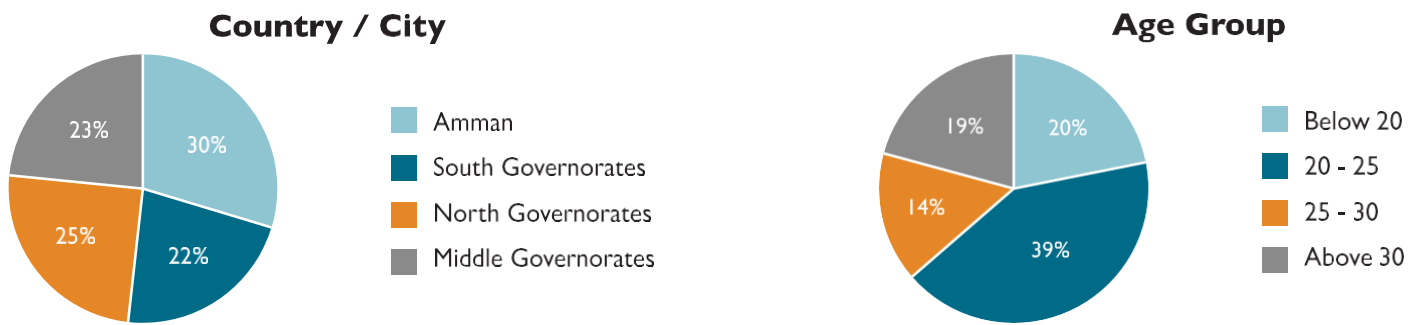 Country / City
23%
30%
25%
22%
Amman
South Governorates
North Governorates
Middle Governorates
Age Group
19%
20%
14%
39%
Below 20
20 - 25
25 - 30
Above 30